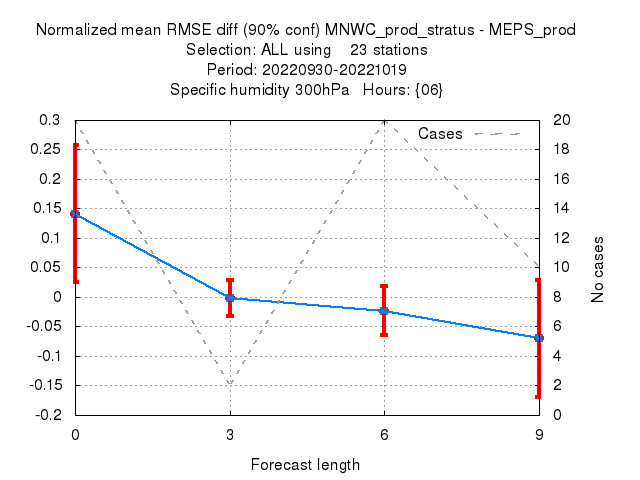 Normalized mean RMSE diff (90% conf) MNWC_prod_stratus - MEPS_prod
Selection: ALL using 23 stations
Period: 20220930-20221019
Specific humidity 300hPa Hours: {06}
Cases
0.3
0.25
0.2
0.15
0.1
0.05
0
-0.05
-0.1
-0.15
-0.2
20
18
16
14
12
10
8
6
4
2
0
No cases
0 3 6 9
Forecast length